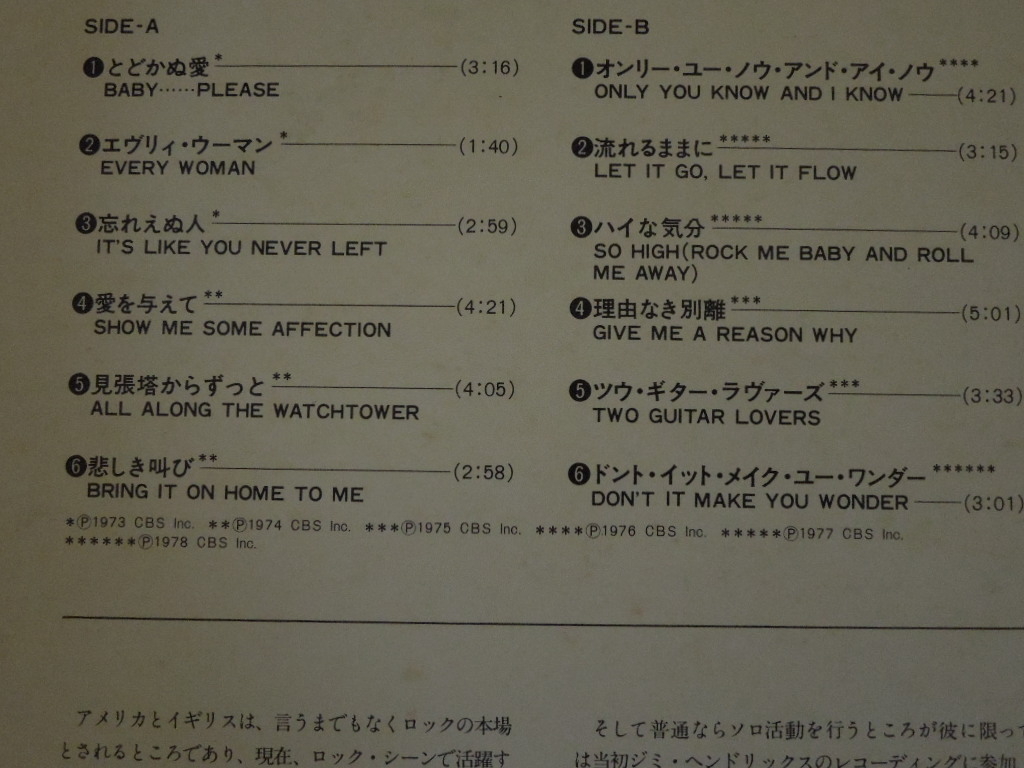 SIDE-A
❶とどかぬ愛*(3:16)
BABY……PLEASE
❷エヴリィ・ウーマン*(1:40)
EVERY WOMAN
❸忘れえぬ人*(2:59)
IT'S LIKE YOU NEVER LEFT
❹愛を与えて**(4:21)
SHOW ME SOME AFFECTION
❺見張塔からずっと**(4:05)
ALL ALONG THE WATCHTOWER
❻悲しき叫び**(2:58)
BRING IT ON HOME TO ME
SIDE-B
❶オンリー・ユー・ノウ・アンド・アイ・ノウ****
ONLY YOU KNOW AND I KNOW(4:21)
❷流れるままに*****(3:15)
LET IT GO, LET IT FLOW
❸ハイな気分*****(4:09)
SO HIGH(ROCK ME BABY AND ROLL
ME AWAY)
❹理由なき別離***(5:01)
GIVE ME A REASON WHY
❺ツウ・ギター・ラヴァーズ***(3:33)
TWO GUITAR LOVERS
❻ドント・イット・メイク・ユー・ワンダー******
DON'T IT MAKE YOU WONDER(3:01)
*Ⓟ1973 CBS Inc. **Ⓟ1974 CBS Inc. ***Ⓟ1975 CBS Inc. ****Ⓟ1976 CBS Inc. *****Ⓟ1977 CBS Inc.
******Ⓟ1978 CBS Inc.
アメリカとイギリスは、言うまでもなくロックの本場
とされるところであり、現在、ロック・シーンで活躍す
そして普通ならソロ活動を行うところが彼に限っ
は当初ジミ・ヘンドリックスのレコーディングに参加